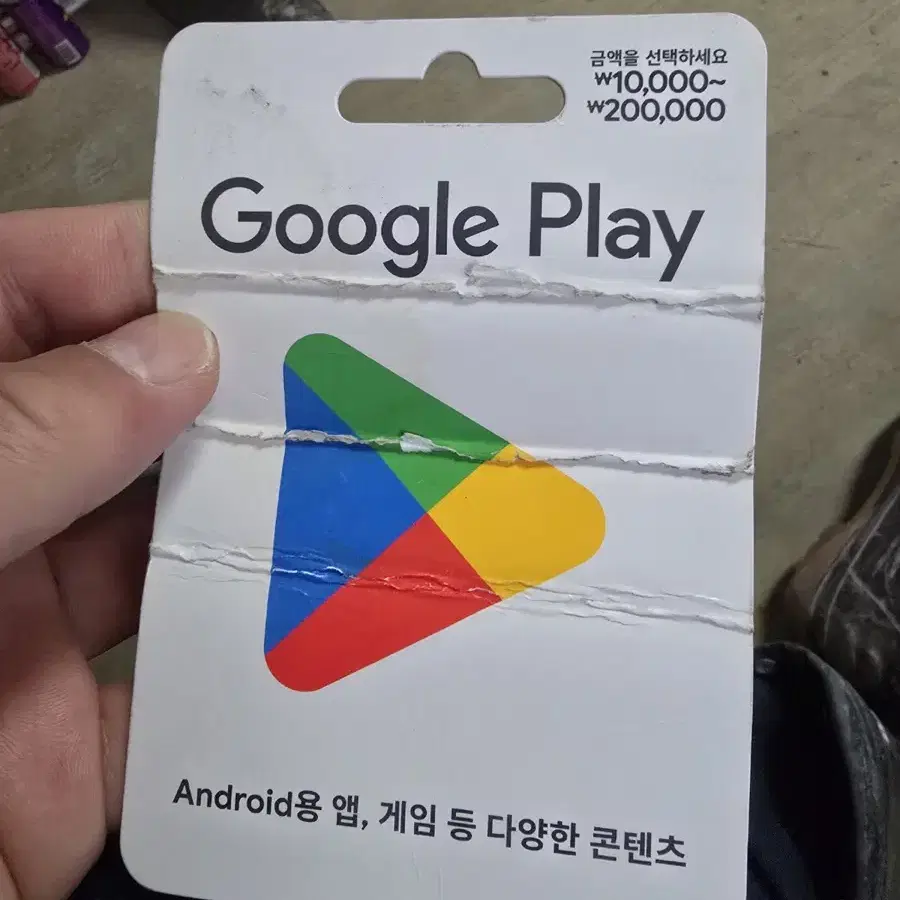 금액을 선택하세요
₩10,000~
₩200,000
Google Play
Android용 앱, 게임 등 다양한 콘텐츠